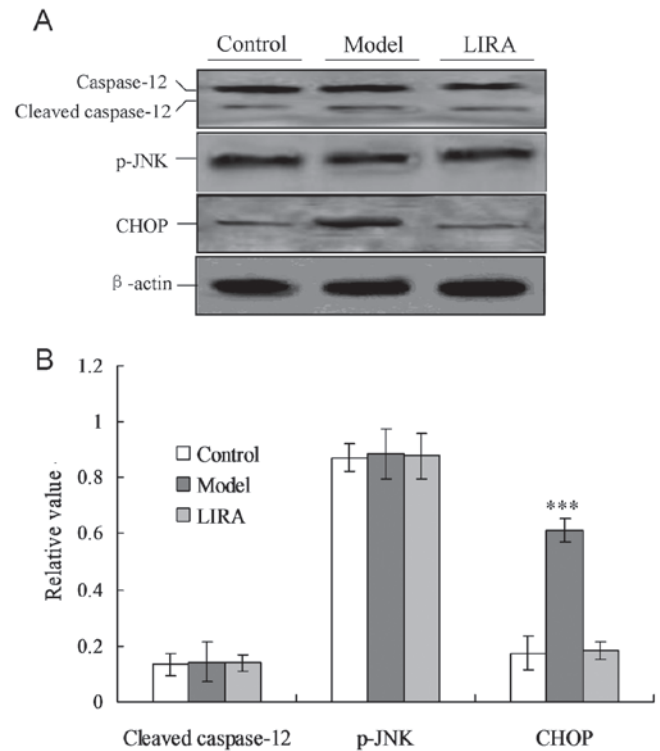 A
Control Model LIRA
Caspase-12
Cleaved caspase-12
p-JNK
CHOP
β-actin
B
1.2
1
0.8
0.6
0.4
0.2
0
Relative value
Control
Model
LIRA
***
Cleaved caspase-12 p-JNK CHOP